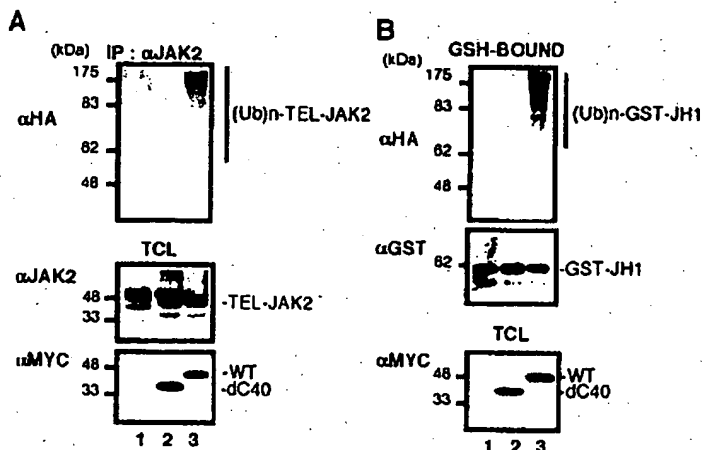 A
(kDa) IP : αJAK2
175
83
αHA
62
48
(Ub)n-TEL-JAK2
TCL
αJAK2
48
33
-TEL-JAK2
αMYC
48
33
-WT
-dC40
1 2 3
B
(kDa)
GSH-BOUND
175
83
αHA
62
48
(Ub)n-GST-JH1
αGST
62
-GST-JH1
TCL
αMYC
48
33
-WT
-dC40
1 2 3